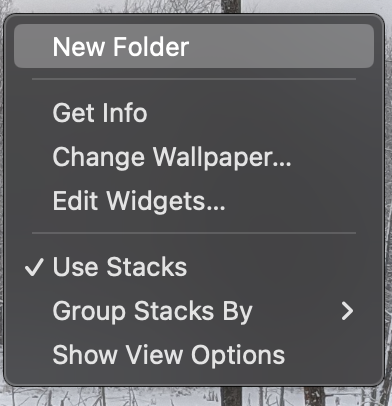 New Folder
Get Info
Change Wallpaper...
Edit Widgets...
✓ Use Stacks
Group Stacks By >
Show View Options